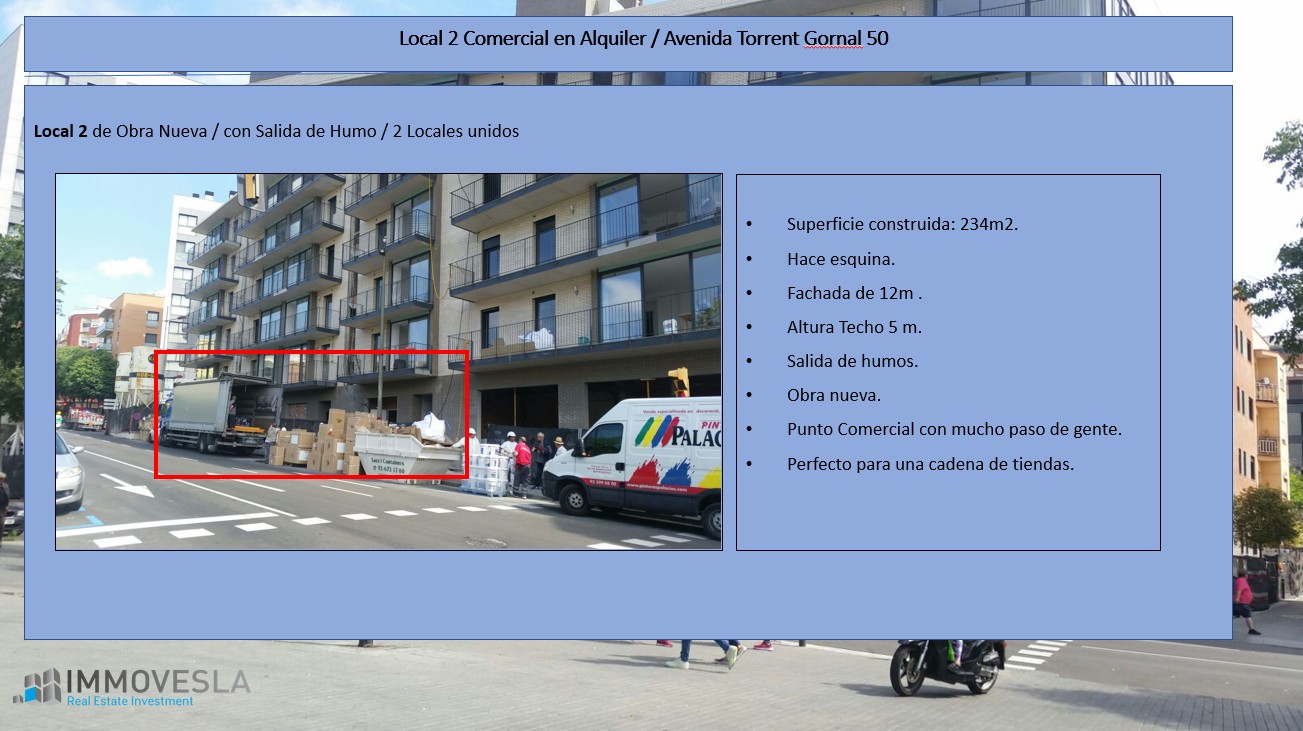 Local 2 Comercial en Alquiler / Avenida Torrent Gornal 50
Local 2 de Obra Nueva / con Salida de Humo / 2 Locales unidos
• Superficie construida: 234m2.
• Hace esquina.
• Fachada de 12m .
• Altura Techo 5 m.
• Salida de humos.
• Obra nueva.
• Punto Comercial con mucho paso de gente.
• Perfecto para una cadena de tiendas.
PIN
PALAC
IMMOVESLA
Real Estate Investment